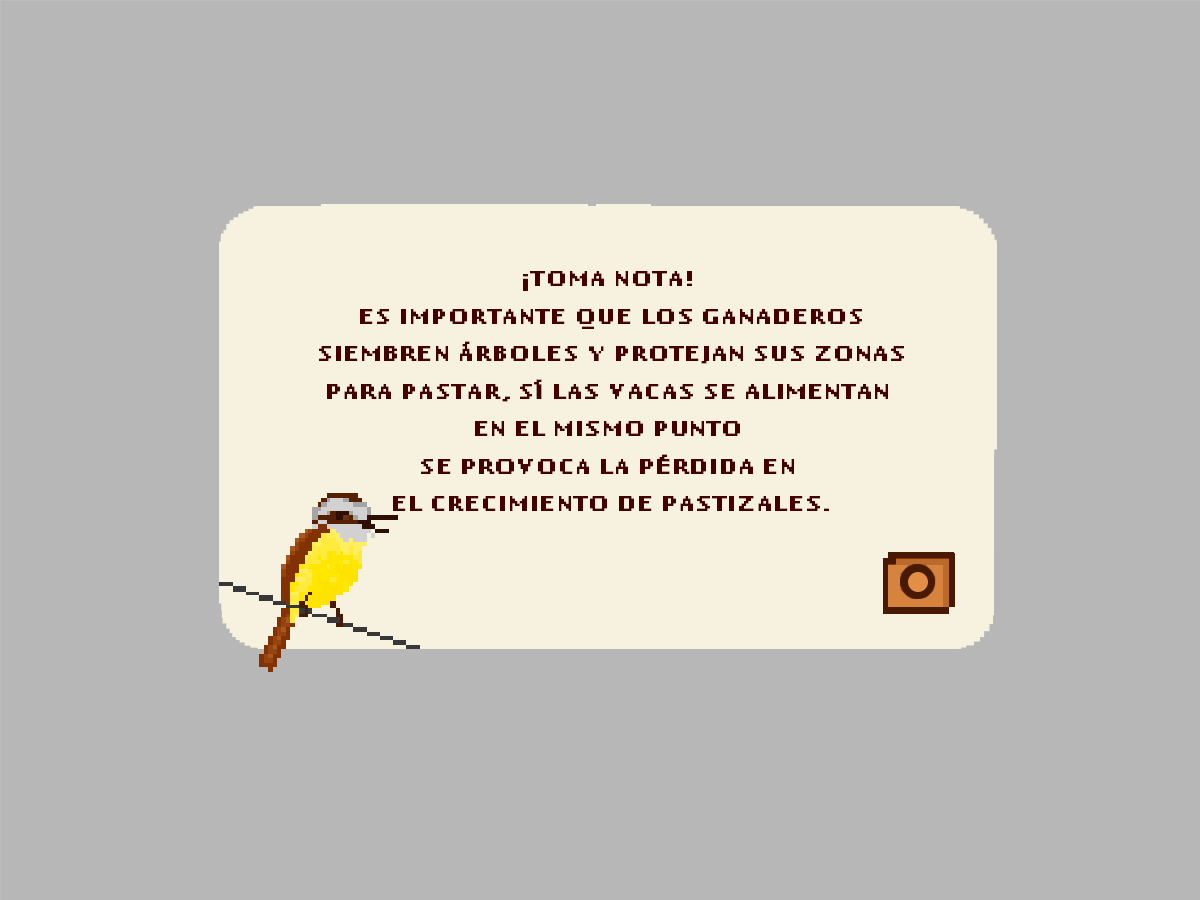 ¡TOMA NOTA!
ES IMPORTANTE QUE LOS GANADEROS
SIEMBREN ÁRBOLES Y PROTEJAN SUS ZONAS
PARA PASTAR, SÍ LAS VACAS SE ALIMENTAN
EN EL MISMO PUNTO
SE PROVOCA LA PÉRDIDA EN
EL CRECIMIENTO DE PASTIZALES.